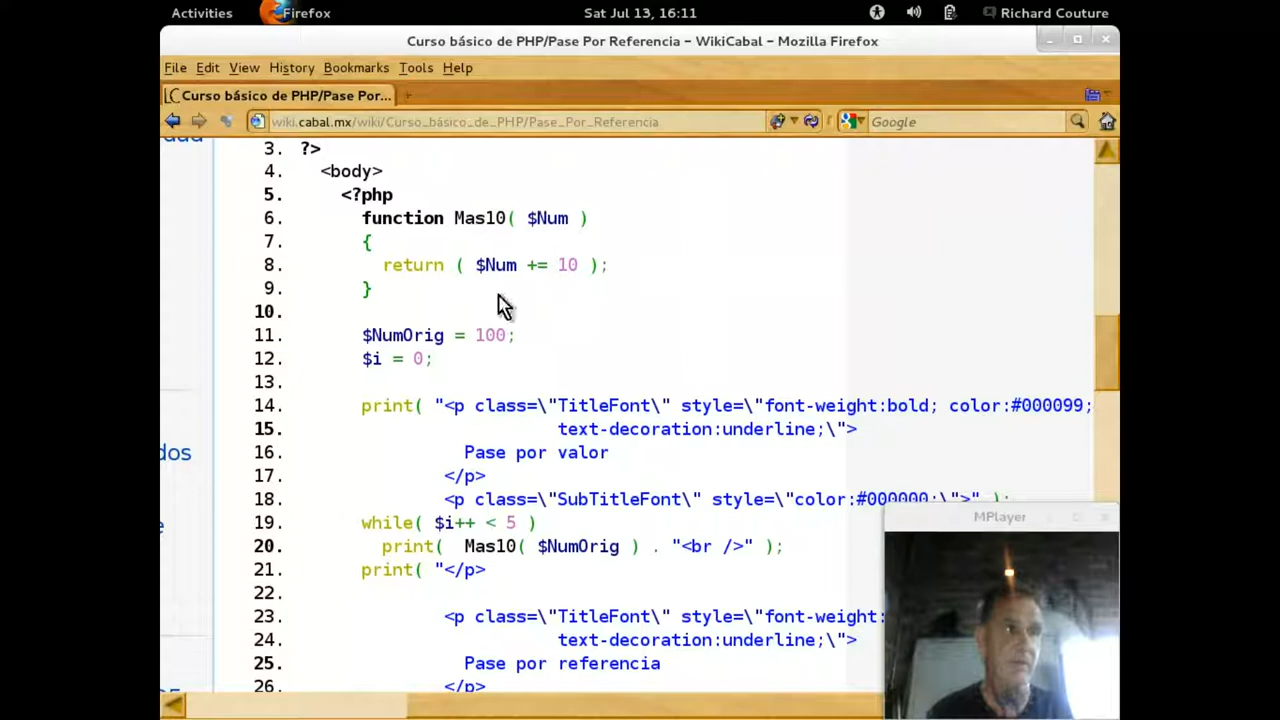 Activities Firefox Sat Jul 13, 16:11 Richard Couture
Curso básico de PHP/Pase Por Referencia – WikiCabal – Mozilla Firefox
File Edit View History Bookmarks Tools Help
Curso básico de PHP/Pase Por...
wiki.cabal.mx/wiki/Curso_básico_de_PHP/Pase_Por_Referencia Google
3. ?>
4. <body>
5. <?php
6. function Mas10( $Num )
7. {
8. return ( $Num += 10 );
9. }
10.
11. $NumOrig = 100;
12. $i = 0;
13.
14. print( "<p class=\"TitleFont\" style=\"font-weight:bold; color:#000099;
15. text-decoration:underline;\">
dos
16. Pase por valor
17. </p>
18. <p class=\"SubTitleFont\" style=\"color:#000000;\">" );
MPlayer
19. while( $i++ < 5 )
e
20. print( Mas10( $NumOrig ) . "<br />" );
21. print( "</p>
22.
23. <p class=\"TitleFont\" style=\"font-weight:
24. text-decoration:underline;\">
25. Pase por referencia
26. </p>